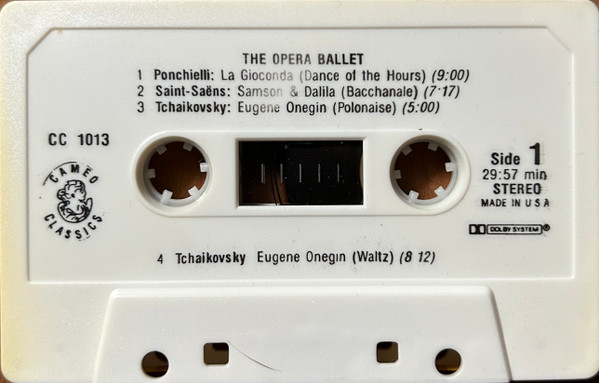 THE OPERA BALLET
1 Ponchielli: La Gioconda (Dance of the Hours) (9:00)
2 Saint-Saëns: Samson & Dalila (Bacchanale) (7·17)
3 Tchaikovsky: Eugene Onegin (Polonaise) (5:00)
CC 1013
CAMEO CLASSICS
Side 1
29:57 min
STEREO
MADE IN USA
DOLBY SYSTEM®
4 Tchaikovsky Eugene Onegin (Waltz) (8 12)